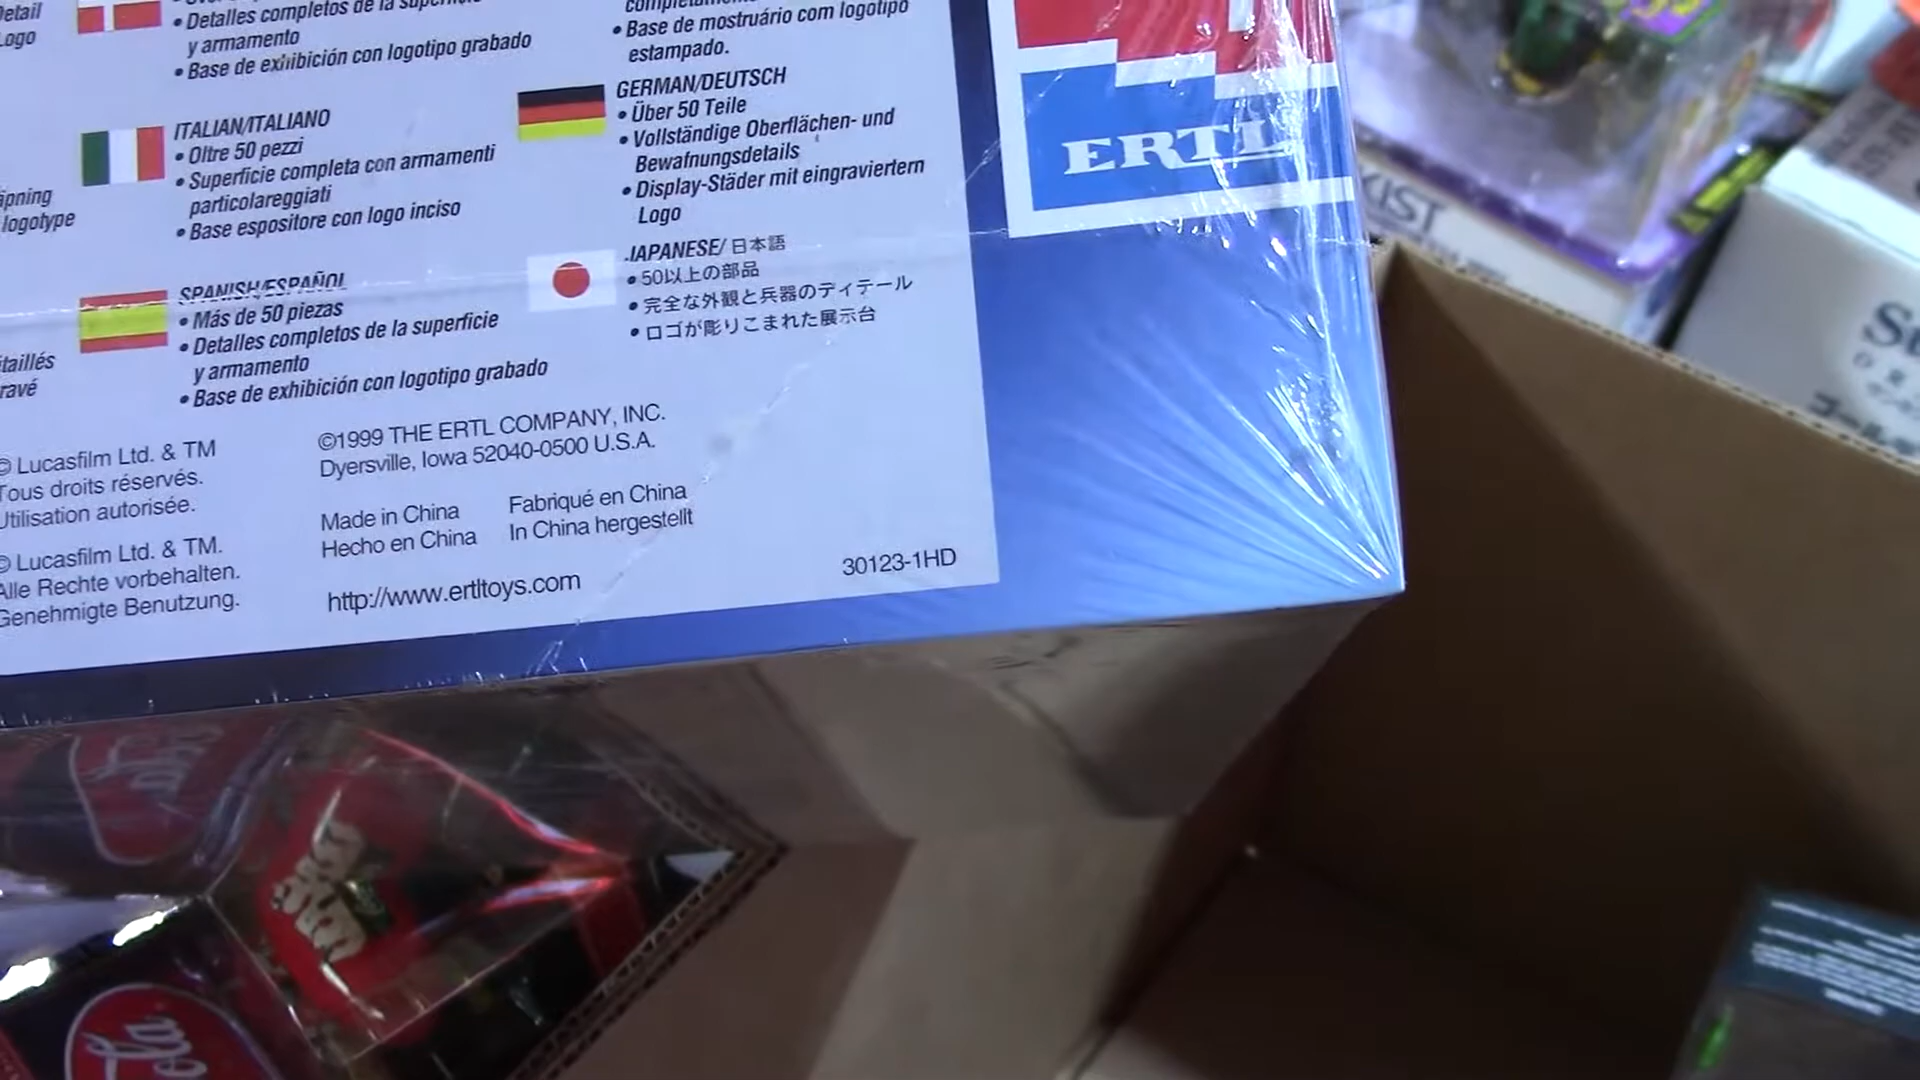 Detail
Logo
• Detalles completos de la superficie
y armamento
• Base de exhibición con logotipo grabado
ITALIAN/ITALIANO
• Oltre 50 pezzi
• Superficie completa con armamenti
particolareggiati
• Base espositore con logo inciso
logotype
SPANISH/ESPAÑOL
• Más de 50 piezas
• Detalles completos de la superficie
y armamento
• Base de exhibición con logotipo grabado
• Base de mostruário com logotipo
estampado.
GERMAN/DEUTSCH
• Über 50 Teile
• Vollständige Oberflächen- und
Bewafnungsdetails
• Display-Städer mit eingraviertern
Logo
JAPANESE/日本語
• 50以上の部品
• 完全な外観と兵器のディテール
• ロゴが彫りこまれた展示台
© Lucasfilm Ltd. & TM
Tous droits réservés.
Utilisation autorisée.
© Lucasfilm Ltd. & TM.
Alle Rechte vorbehalten.
Genehmigte Benutzung.
©1999 THE ERTL COMPANY, INC.
Dyersville, Iowa 52040-0500 U.S.A.
Made in China
Hecho en China
Fabriqué en China
In China hergestellt
http://www.ertltoys.com
30123-1HD
ERTL